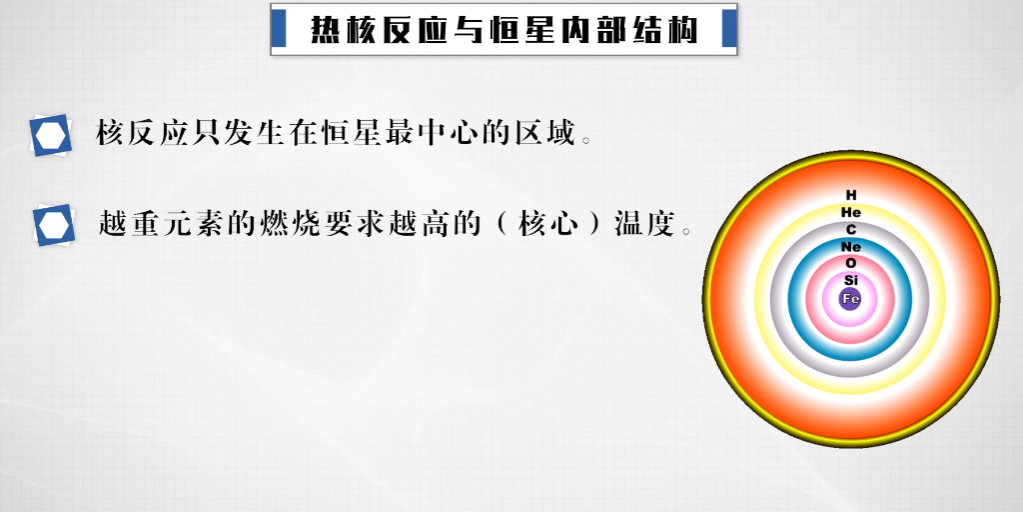 热核反应与恒星内部结构
核反应只发生在恒星最中心的区域。
越重元素的燃烧要求越高的（核心）温度。
H
He
C
Ne
O
Si
Fe